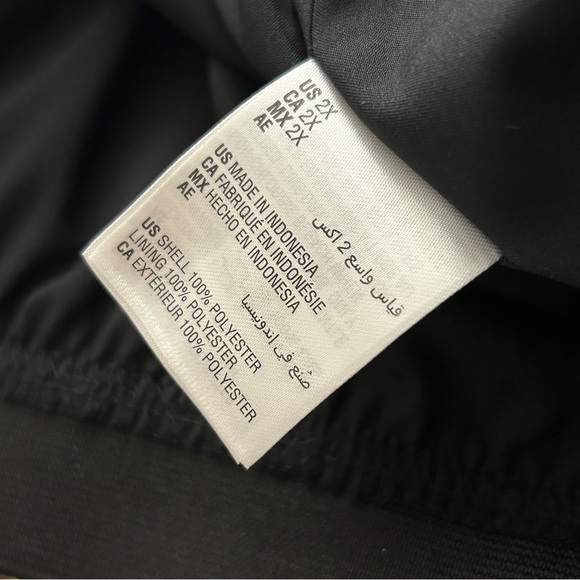 US 2X
CA 2X
MX 2X
AE قياس واسع 2 اكس
US MADE IN INDONESIA
CA FABRIQUÉ EN INDONÉSIE
MX HECHO EN INDONESIA
AE صُنع في اندونيسيا
US SHELL 100% POLYESTER
LINING 100% POLYESTER
CA EXTÉRIEUR 100% POLYESTER